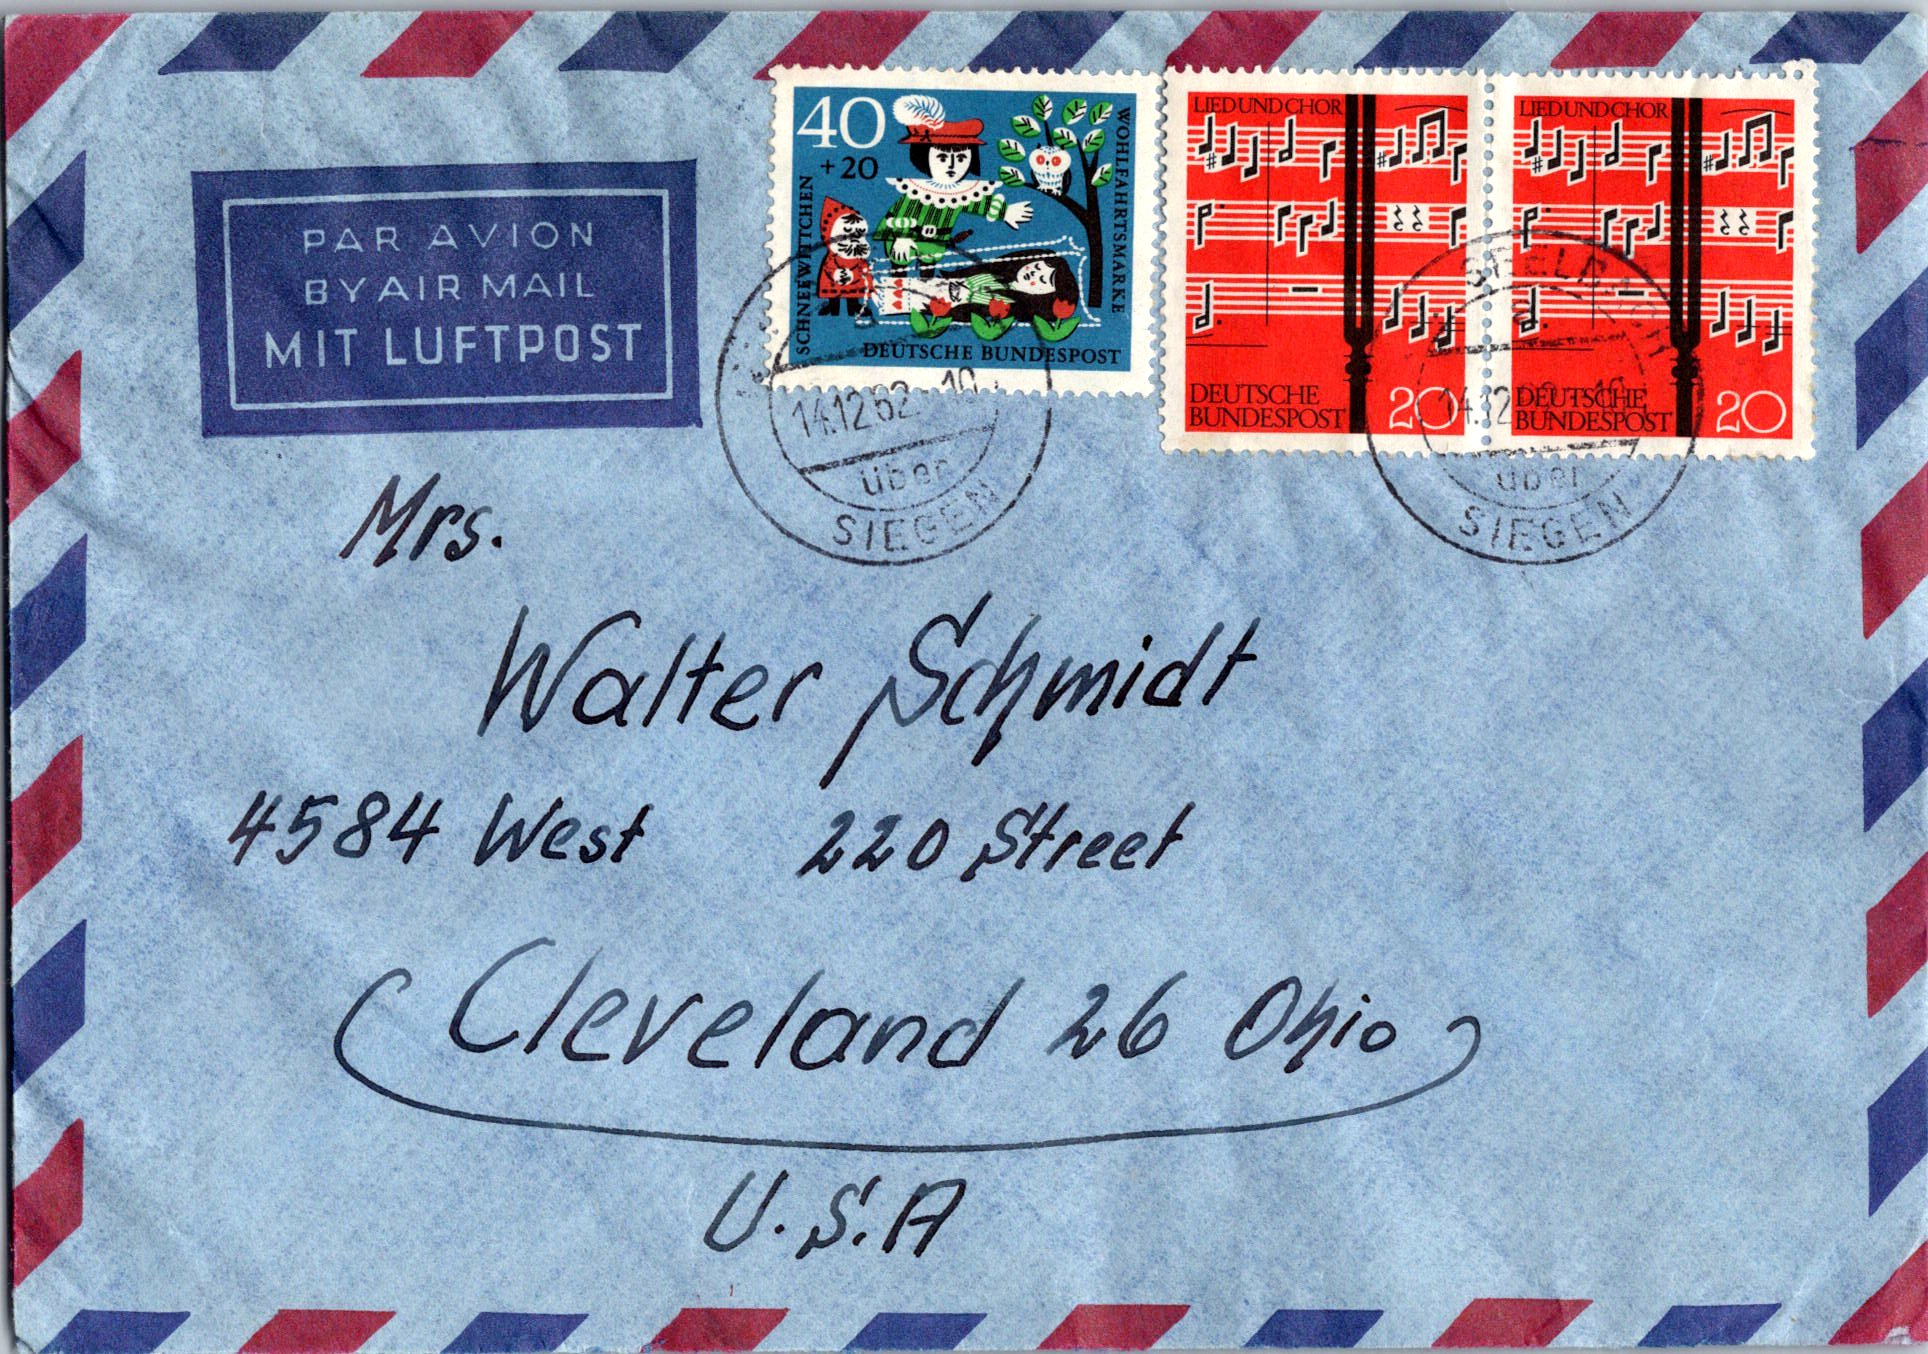 PAR AVION
BY AIR MAIL
MIT LUFTPOST
40
+20
SCHNEEWITTCHEN
WOHLFAHRTSMARKE
DEUTSCHE BUNDESPOST
LIED UND CHOR
DEUTSCHE
BUNDESPOST
20
LIED UND CHOR
DEUTSCHE
BUNDESPOST
20
14.12.62
über
SIEGEN
über
SIEGEN
Mrs.
Walter Schmidt
4584 West 220 Street
Cleveland 26 Ohio
U.S.A